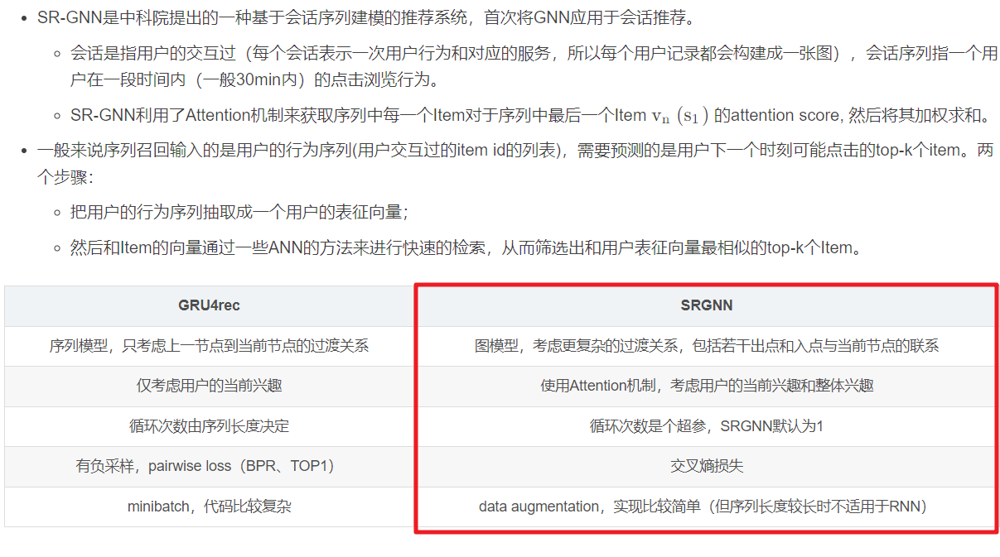 SR-GNN是中科院提出的一种基于会话序列建模的推荐系统，首次将GNN应用于会话推荐。
会话是指用户的交互过（每个会话表示一次用户行为和对应的服务，所以每个用户记录都会构建成一张图），会话序列指一个用
户在一段时间内（一般30min内）的点击浏览行为。
SR-GNN利用了Attention机制来获取序列中每一个Item对于序列中最后一个Item vₙ (s₁) 的attention score, 然后将其加权求和。
一般来说序列召回输入的是用户的行为序列(用户交互过的item id的列表)，需要预测的是用户下一个时刻可能点击的top-k个item。两
个步骤：
把用户的行为序列抽取成一个用户的表征向量；
然后和Item的向量通过一些ANN的方法来进行快速的检索，从而筛选出和用户表征向量最相似的top-k个Item。
GRU4rec SRGNN
序列模型，只考虑上一节点到当前节点的过渡关系 图模型，考虑更复杂的过渡关系，包括若干出点和入点与当前节点的联系
仅考虑用户的当前兴趣 使用Attention机制，考虑用户的当前兴趣和整体兴趣
循环次数由序列长度决定 循环次数是个超参，SRGNN默认为1
有负采样，pairwise loss（BPR、TOP1） 交叉熵损失
minibatch，代码比较复杂 data augmentation，实现比较简单（但序列长度较长时不适用于RNN）